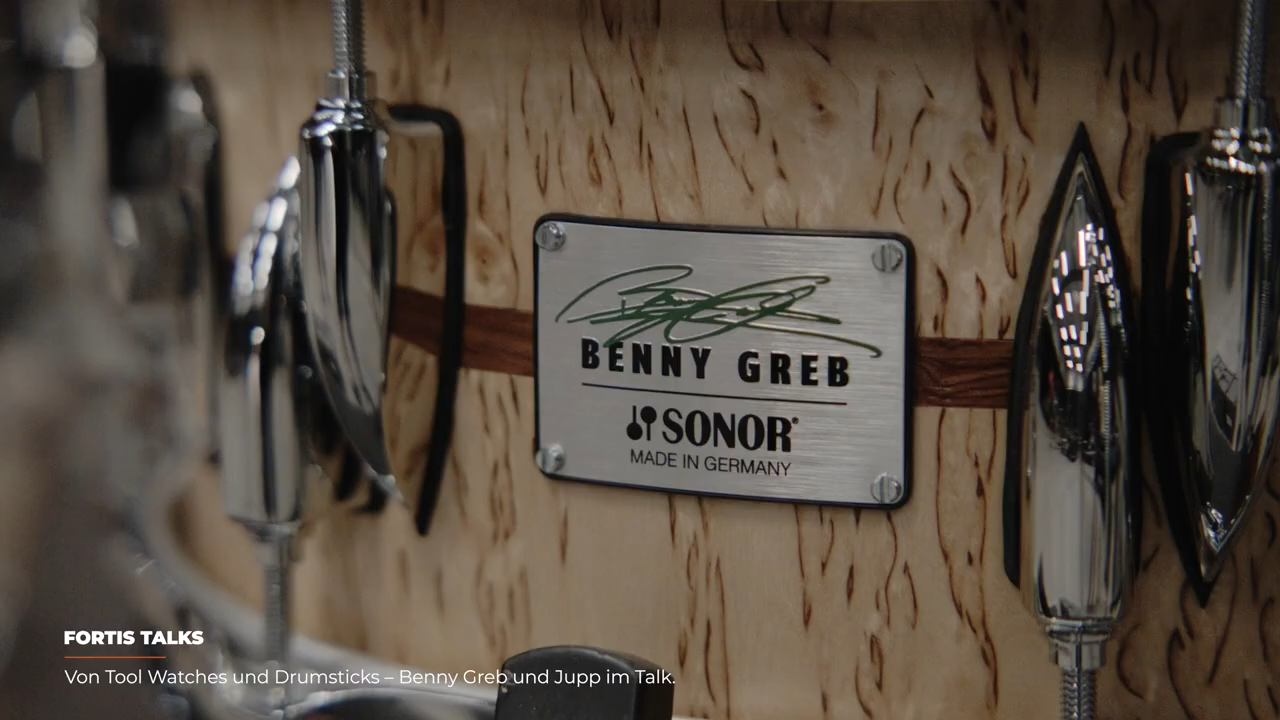 BENNY GREB
SONOR®
MADE IN GERMANY
FORTIS TALKS
Von Tool Watches und Drumsticks – Benny Greb und Jupp im Talk.